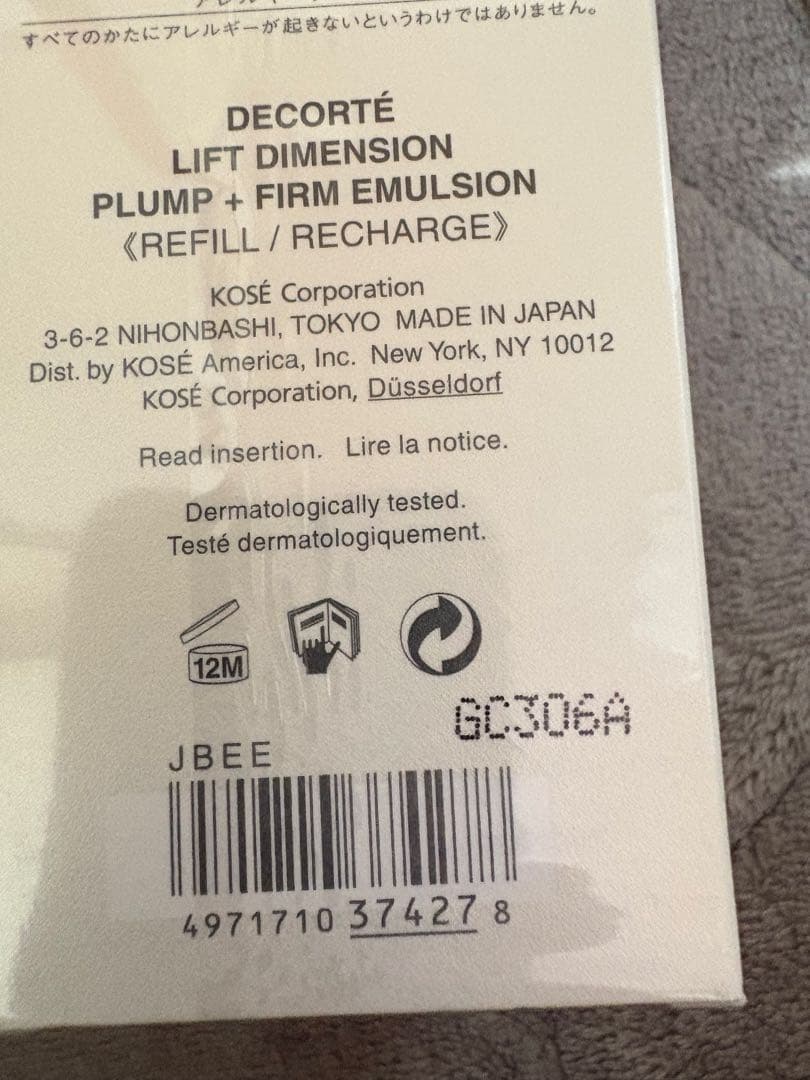 すべてのかたにアレルギーが起きないというわけではありません。
DECORTÉ
LIFT DIMENSION
PLUMP + FIRM EMULSION
《REFILL / RECHARGE》
KOSÉ Corporation
3-6-2 NIHONBASHI, TOKYO MADE IN JAPAN
Dist. by KOSÉ America, Inc. New York, NY 10012
KOSÉ Corporation, Düsseldorf
Read insertion. Lire la notice.
Dermatologically tested.
Testé dermatologiquement.
12M
GC306A
JBEE
4971710 37427 8